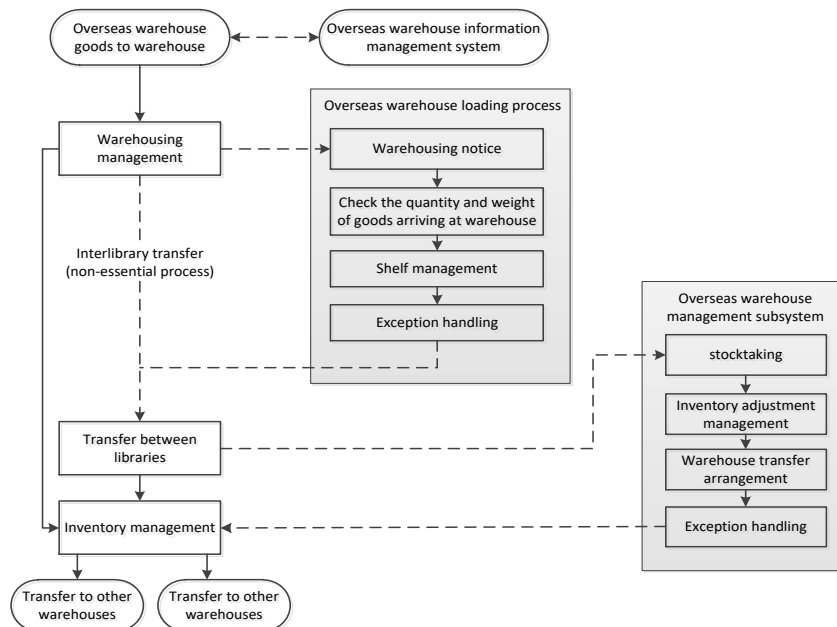 Overseas warehouse
goods to warehouse
Overseas warehouse information
management system
Overseas warehouse loading process
Warehousing
management
Warehousing notice
Check the quantity and weight
of goods arriving at warehouse
Interlibrary transfer
(non-essential process)
Shelf management
Exception handling
Overseas warehouse
management subsystem
stocktaking
Inventory adjustment
management
Transfer between
libraries
Warehouse transfer
arrangement
Inventory management
Exception handling
Transfer to other
warehouses
Transfer to other
warehouses